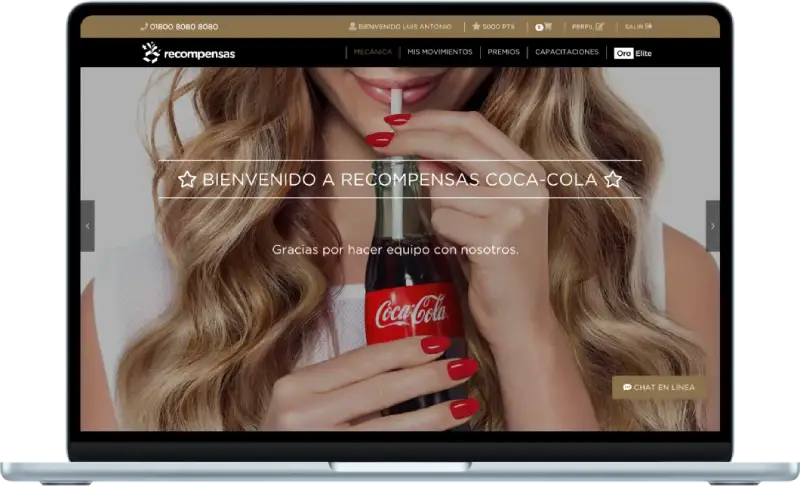 01800 8080 8080 BIENVENIDO LUIS ANTONIO 5000 PTS 0 PERFIL SALIR
recompensas MECÁNICA MIS MOVIMIENTOS PREMIOS CAPACITACIONES Oro Elite
BIENVENIDO A RECOMPENSAS COCA-COLA
Gracias por hacer equipo con nosotros.
Coca-Cola
CHAT EN LÍNEA